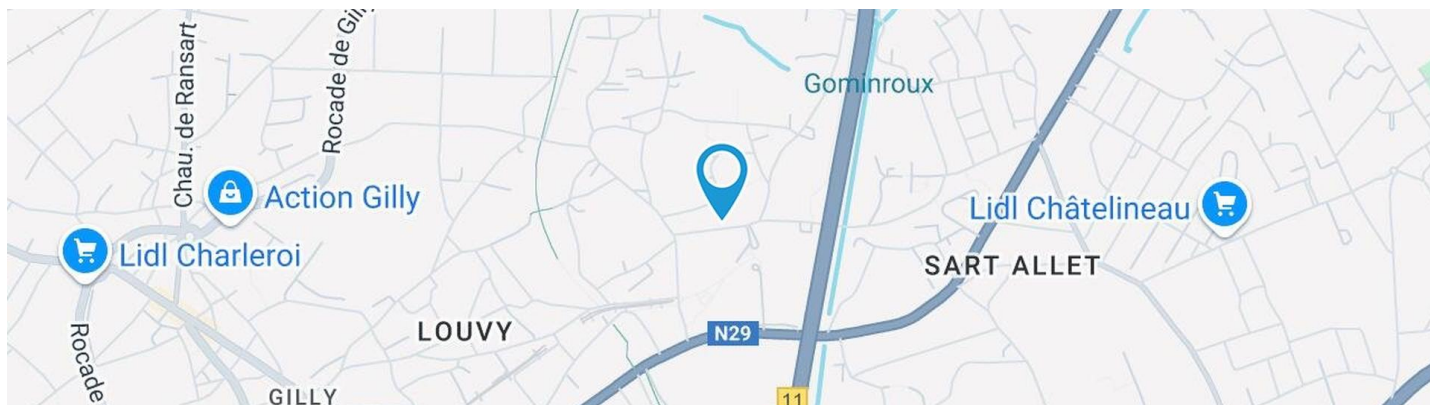 Chau. de Ransart
Rocade de Gilly
Gominroux
Action Gilly
Lidl Châtelineau
Lidl Charleroi
SART ALLET
LOUVY
N29
Rocade
GILLY
11